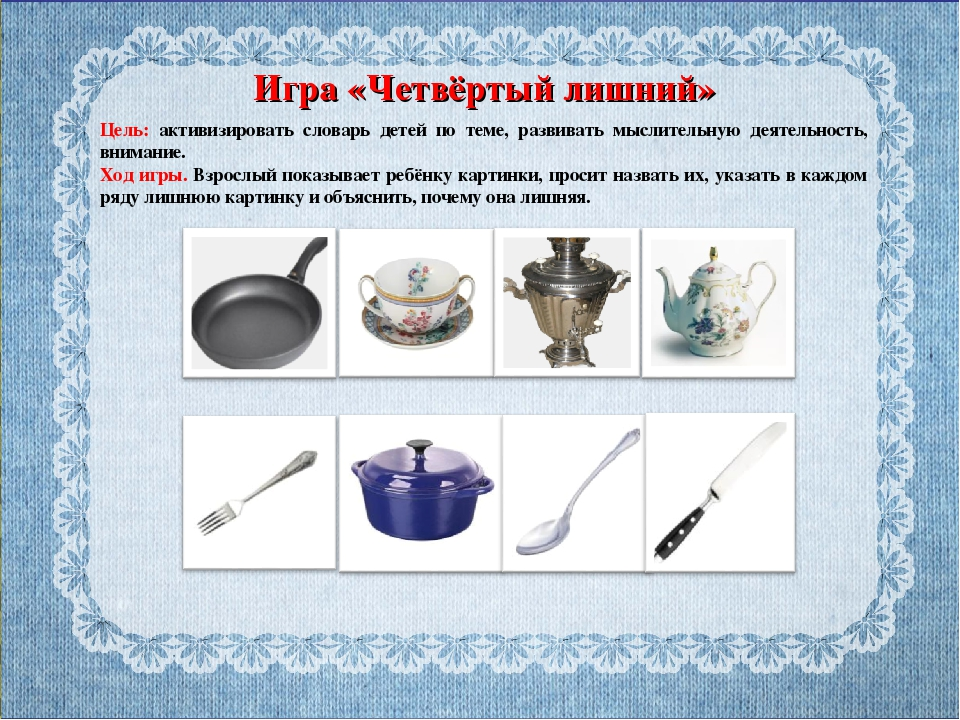 Игра «Четвёртый лишний»
Цель: активизировать словарь детей по теме, развивать мыслительную деятельность,
внимание.
Ход игры. Взрослый показывает ребёнку картинки, просит назвать их, указать в каждом
ряду лишнюю картинку и объяснить, почему она лишняя.